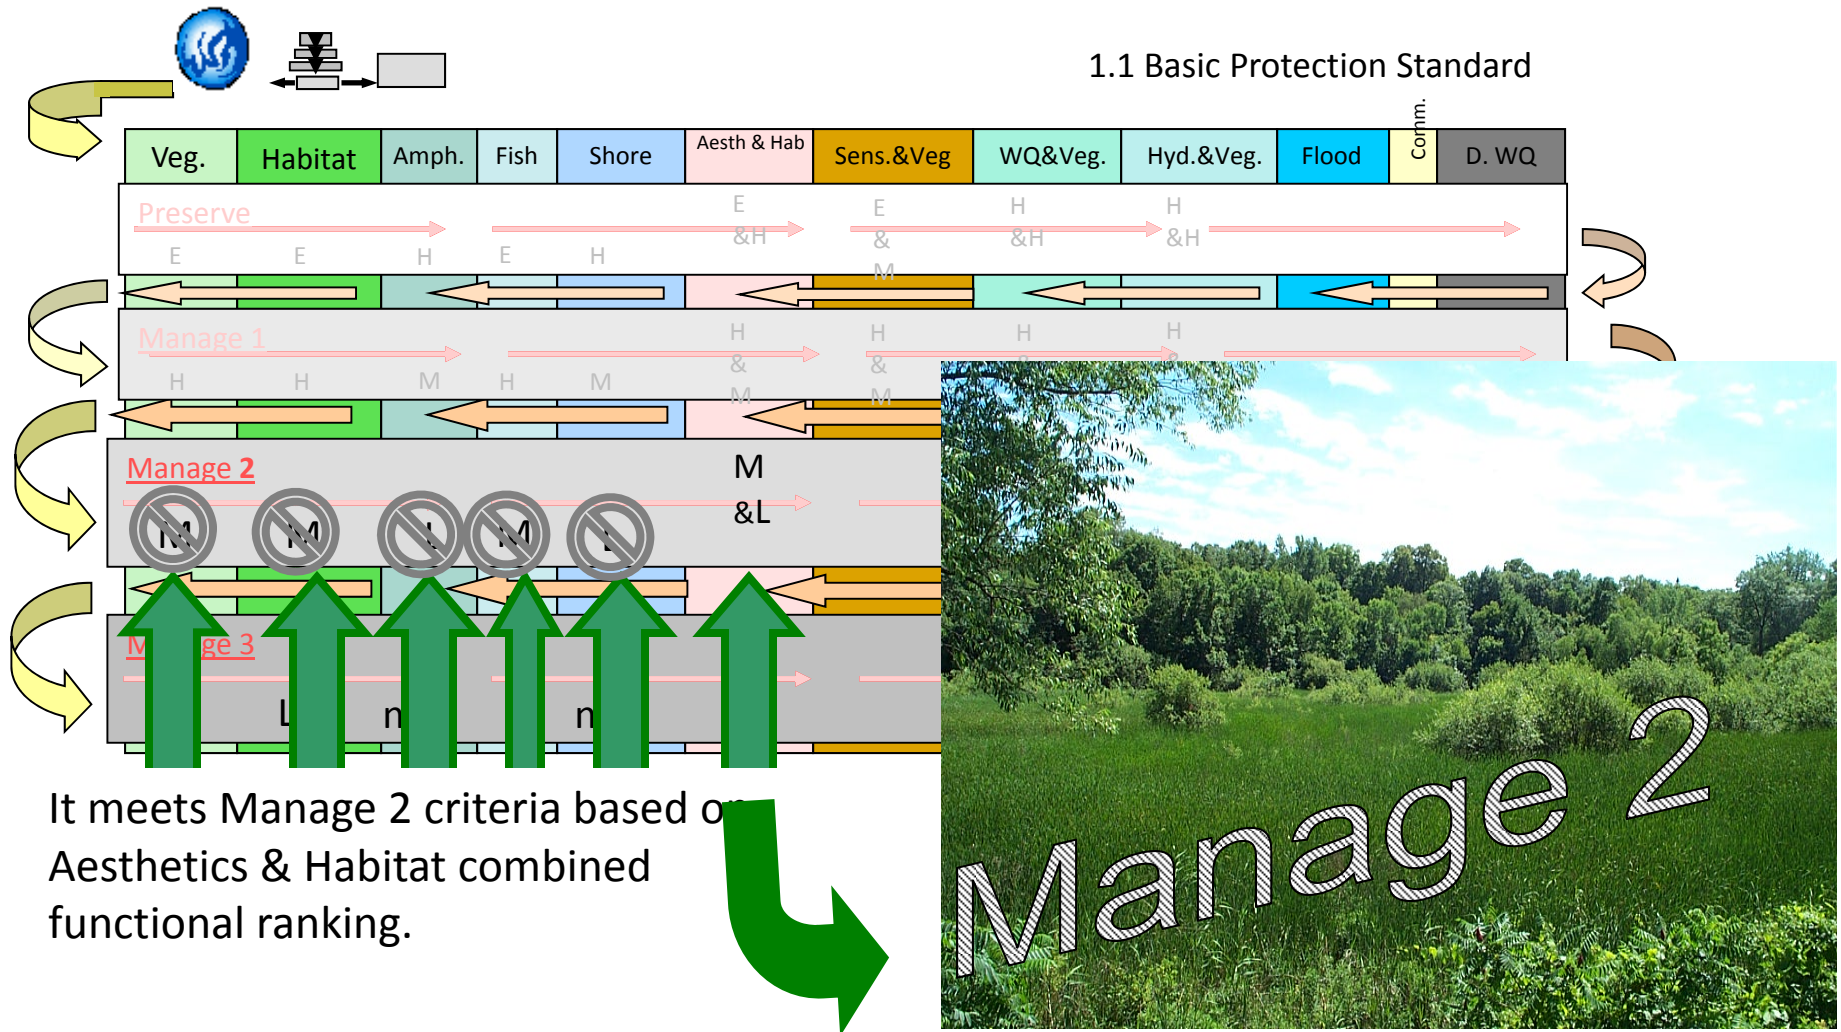 1.1 Basic Protection Standard
Veg. Habitat Amph. Fish Shore Aesth & Hab Sens.&Veg WQ&Veg. Hyd.&Veg. Flood Comm. D. WQ
Preserve
E E H E H E &H E & M H &H H &H
Manage 1
H H M H M H & M H & M H & H &
Manage 2
M M L M L M &L
Manage 3
L
It meets Manage 2 criteria based on
Aesthetics & Habitat combined
functional ranking.
Manage 2